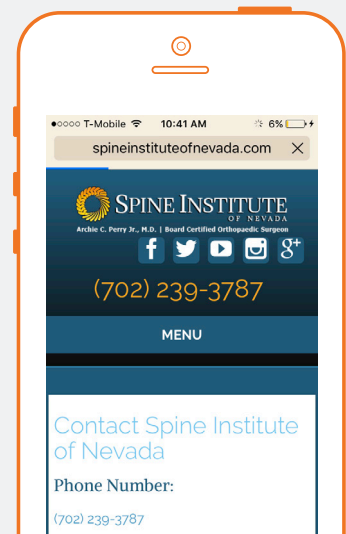 T-Mobile 10:41 AM 6%
spineinstituteofnevada.com
SPINE INSTITUTE
OF NEVADA
Archie C. Perry Jr., M.D. | Board Certified Orthopaedic Surgeon
f g+
(702) 239-3787
MENU
Contact Spine Institute
of Nevada
Phone Number:
(702) 239-3787